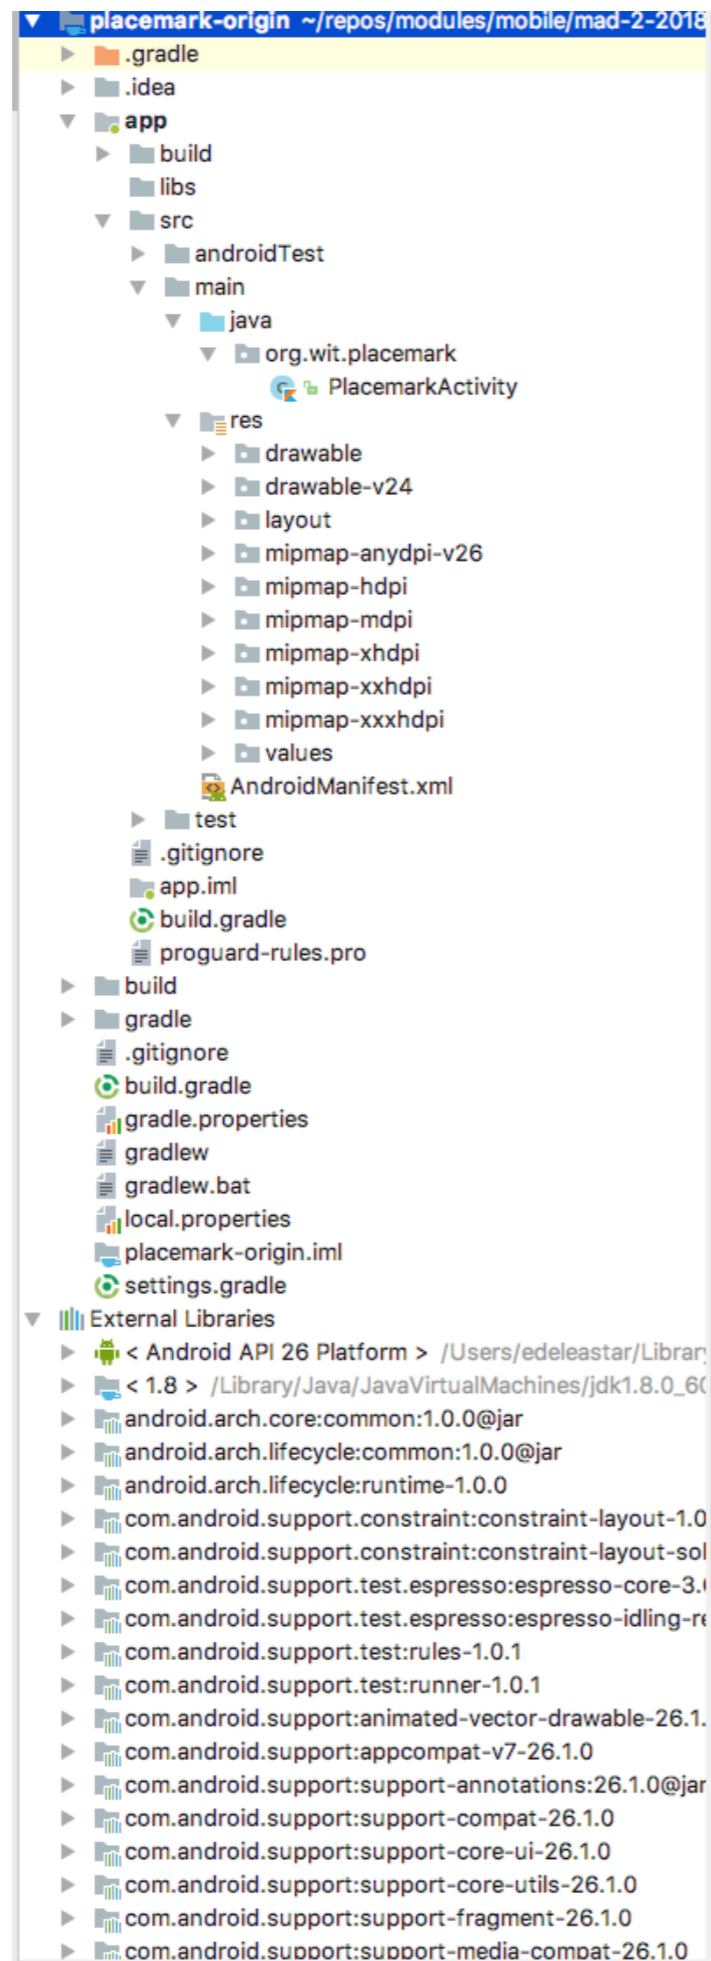 placemark-origin ~/repos/modules/mobile/mad-2-2018
.gradle
.idea
app
build
libs
src
androidTest
main
java
org.wit.placemark
PlacemarkActivity
res
drawable
drawable-v24
layout
mipmap-anydpi-v26
mipmap-hdpi
mipmap-mdpi
mipmap-xhdpi
mipmap-xxhdpi
mipmap-xxxhdpi
values
AndroidManifest.xml
test
.gitignore
app.iml
build.gradle
proguard-rules.pro
build
gradle
.gitignore
build.gradle
gradle.properties
gradlew
gradlew.bat
local.properties
placemark-origin.iml
settings.gradle
External Libraries
< Android API 26 Platform > /Users/edeleastar/Library
< 1.8 > /Library/Java/JavaVirtualMachines/jdk1.8.0_60
android.arch.core:common:1.0.0@jar
android.arch.lifecycle:common:1.0.0@jar
android.arch.lifecycle:runtime-1.0.0
com.android.support.constraint:constraint-layout-1.0
com.android.support.constraint:constraint-layout-sol
com.android.support.test.espresso:espresso-core-3.0
com.android.support.test.espresso:espresso-idling-re
com.android.support.test:rules-1.0.1
com.android.support.test:runner-1.0.1
com.android.support:animated-vector-drawable-26.1.
com.android.support:appcompat-v7-26.1.0
com.android.support:support-annotations:26.1.0@jar
com.android.support:support-compat-26.1.0
com.android.support:support-core-ui-26.1.0
com.android.support:support-core-utils-26.1.0
com.android.support:support-fragment-26.1.0
com.android.support:support-media-compat-26.1.0